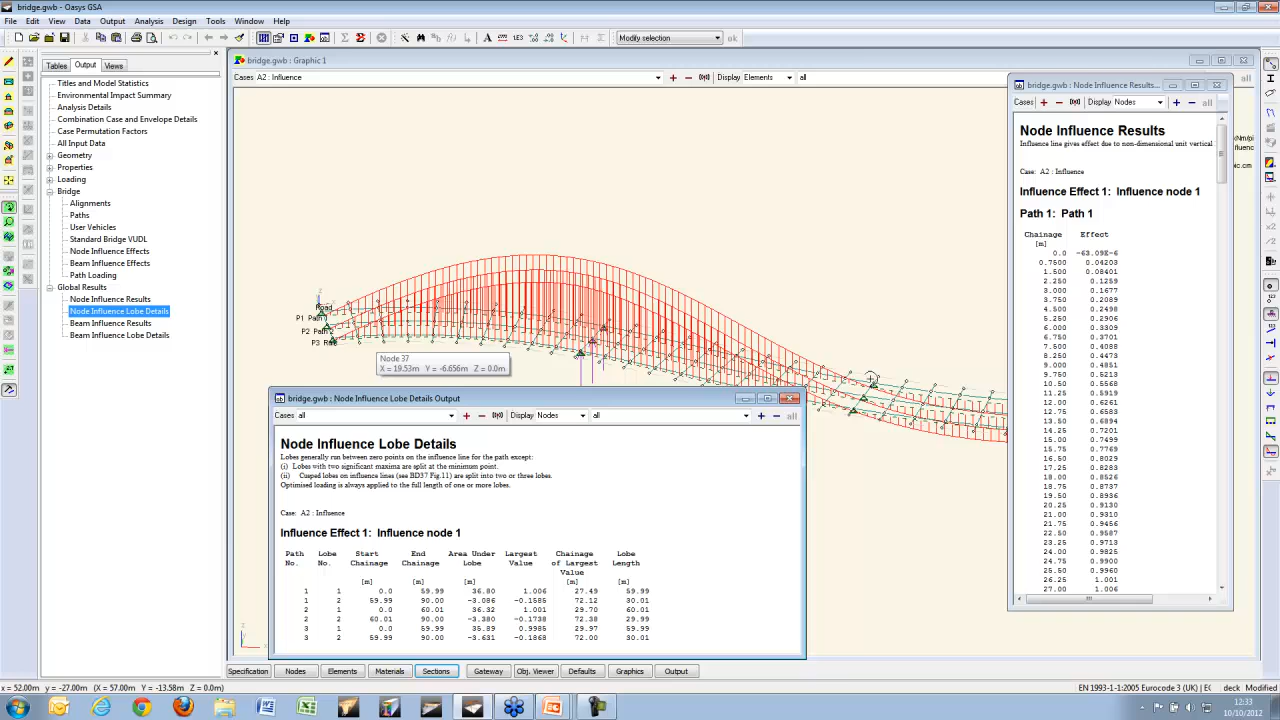 bridge.gwb - Oasys GSA
File Edit View Data Output Analysis Design Tools Window Help
Modify selection ok
Tables Output Views
Titles and Model Statistics
Environmental Impact Summary
Analysis Details
Combination Case and Envelope Details
Case Permutation Factors
All Input Data
Geometry
Properties
Loading
Bridge
Alignments
Paths
User Vehicles
Standard Bridge VUDL
Node Influence Effects
Beam Influence Effects
Path Loading
Global Results
Node Influence Results
Node Influence Lobe Details
Beam Influence Results
Beam Influence Lobe Details
bridge.gwb : Graphic 1
Cases A2 : Influence Display Elements all all
P1 Path
P2 Path
P3 Ra
Node 37
X = 19.53m Y = -6.656m Z = 0.0m
bridge.gwb : Node Influence Lobe Details Output
Cases all Display Nodes all all
Node Influence Lobe Details
Lobes generally run between zero points on the influence line for the path except:
(i) Lobes with two significant maxima are split at the minimum point.
(ii) Cusped lobes on influence lines (see BD37 Fig.11) are split into two or three lobes.
Optimised loading is always applied to the full length of one or more lobes.
Case: A2 : Influence
Influence Effect 1: Influence node 1
Path Lobe Start End Area Under Largest Chainage Lobe
No. No. Chainage Chainage Lobe Value of Largest Length
Value
[m] [m] [m] [m] [m]
1 1 0.0 59.99 36.80 1.006 27.49 59.99
1 2 59.99 90.00 -3.086 -0.1585 72.12 30.01
2 1 0.0 60.01 36.32 1.001 29.70 60.01
2 2 60.01 90.00 -3.380 -0.1738 72.38 29.99
3 1 0.0 59.99 35.89 0.9985 29.97 59.99
3 2 59.99 90.00 -3.631 -0.1868 72.00 30.01
bridge.gwb : Node Influence Results...
Cases Display Nodes all
Node Influence Results
Influence line gives effect due to non-dimensional unit vertical
Case: A2 : Influence
Influence Effect 1: Influence node 1
Path 1: Path 1
Chainage Effect
[m]
0.0 -63.09E-6
0.7500 0.04203
1.500 0.08401
2.250 0.1259
3.000 0.1677
3.750 0.2089
4.500 0.2498
5.250 0.2906
6.000 0.3309
6.750 0.3701
7.500 0.4088
8.250 0.4473
9.000 0.4851
9.750 0.5213
10.50 0.5568
11.25 0.5919
12.00 0.6261
12.75 0.6583
13.50 0.6894
14.25 0.7201
15.00 0.7499
15.75 0.7769
16.50 0.8029
17.25 0.8283
18.00 0.8526
18.75 0.8737
19.50 0.8936
20.25 0.9130
21.00 0.9310
21.75 0.9456
22.50 0.9587
23.25 0.9713
24.00 0.9825
24.75 0.9900
25.50 0.9960
26.25 1.001
27.00 1.006
Specification Nodes Elements Materials Sections Gateway Obj. Viewer Defaults Graphics Output
x = 52.00m y = -27.00m (X = 57.00m Y = -13.58m Z = 0.0m)
EN 1993-1-1:2005 Eurocode 3 (UK) | EC deck Modified
12:33
10/10/2012